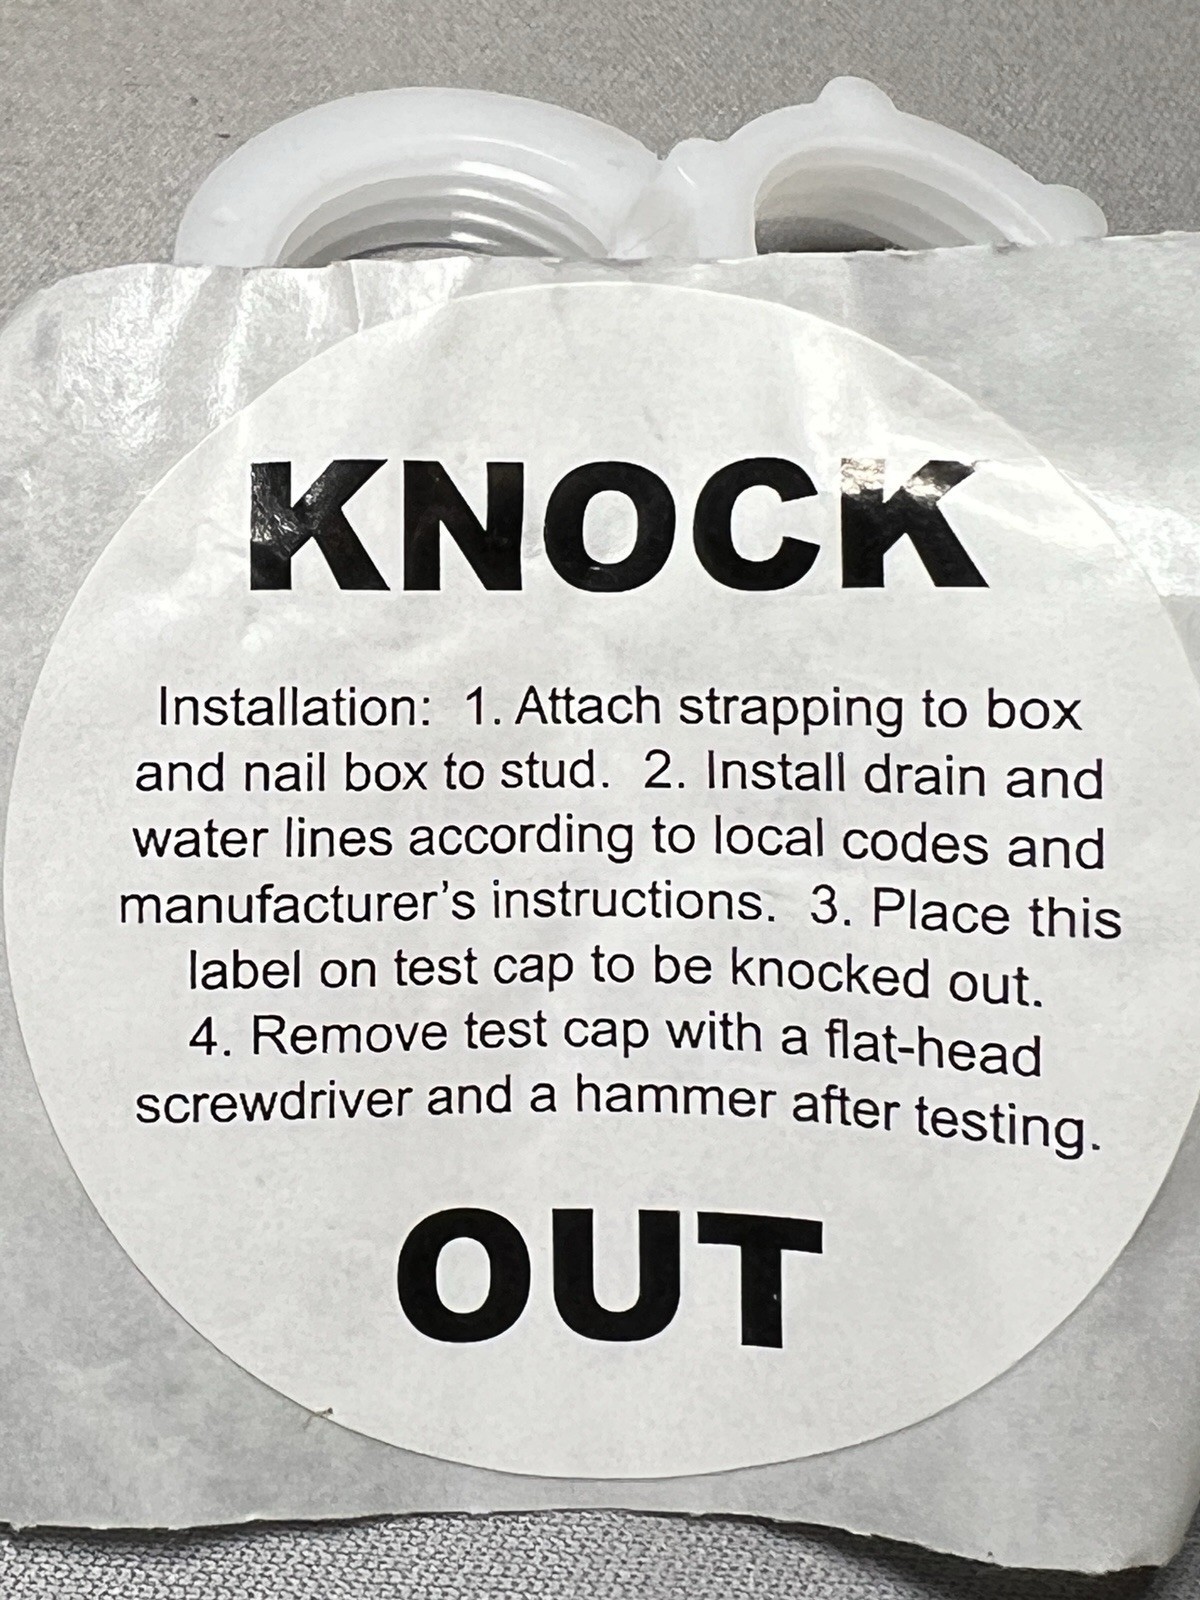 KNOCK
Installation: 1. Attach strapping to box
and nail box to stud. 2. Install drain and
water lines according to local codes and
manufacturer's instructions. 3. Place this
label on test cap to be knocked out.
4. Remove test cap with a flat-head
screwdriver and a hammer after testing.
OUT